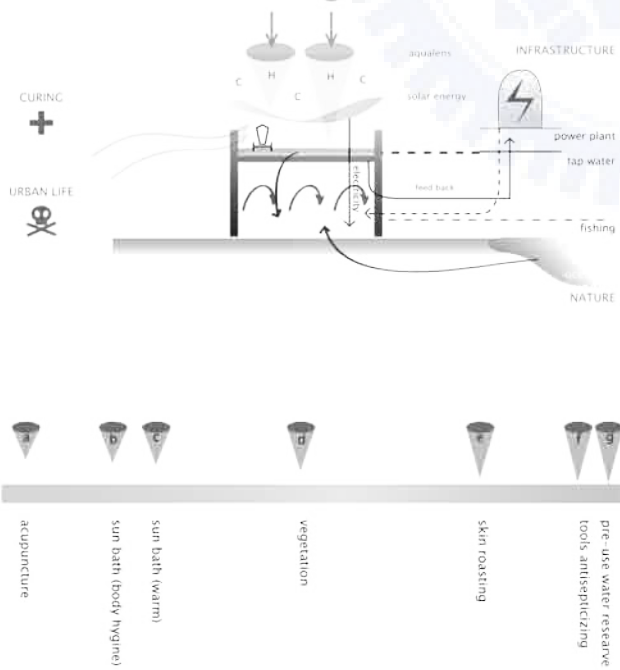 aqualens
INFRASTRUCTURE
H
H
C
C
C
CURING
solar energy
power plant
tap water
electricity
feed back
URBAN LIFE
fishing
NATURE
a
b
c
d
e
f
g
acupuncture
sun bath (body hygine)
sun bath (warm)
vegetation
skin roasting
tools antisepticizing
pre-use water researve